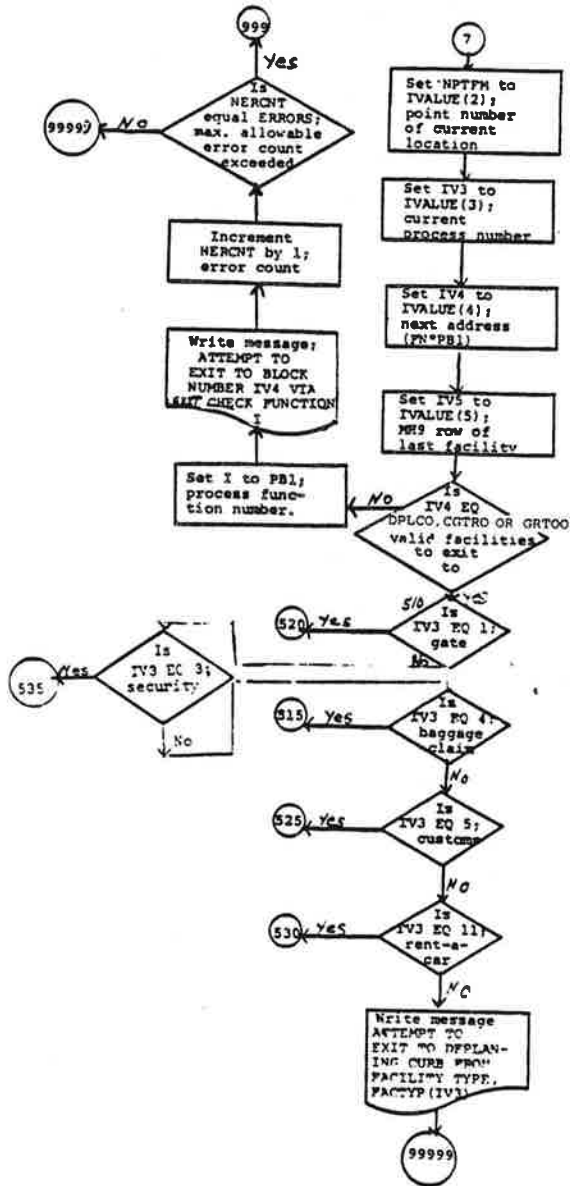 999
Yes
Is
NERCNT
equal ERRORS;
max. allowable
error count
exceeded
NO
99999
Increment
NERCNT by 1;
error count
Write message;
ATTEMPT TO
EXIT TO BLOCK
NUMBER IV4 VIA
CHECK FUNCTION
I
Set I to PB1;
process func-
tion number.
7
Set NPTFM to
IVALUE(2);
point number
of current
location
Set IV3 to
IVALUE(3);
current
process number
Set IV4 to
IVALUE(4);
next address
(FN*PB1)
Set IV5 to
IVALUE(5);
MH9 row of
last facility
NO
Is
IV4 EQ
DPLCO, CGTRO OR GRTOO
valid facilities
to exit
to
Yes
510
Is
IV3 EQ 1;
gate
Yes
520
No
Is
IV3 EQ 3;
security
Yes
535
No
Is
IV3 EQ 4;
baggage
claim
Yes
515
No
Is
IV3 EQ 5;
customs
Yes
525
NO
Is
IV3 EQ 11;
rent-a-
car
Yes
530
NO
Write message
ATTEMPT TO
EXIT TO DEPLAN-
ING CURB FROM
FACILITY TYPE,
FACTYP(IV3)
99999